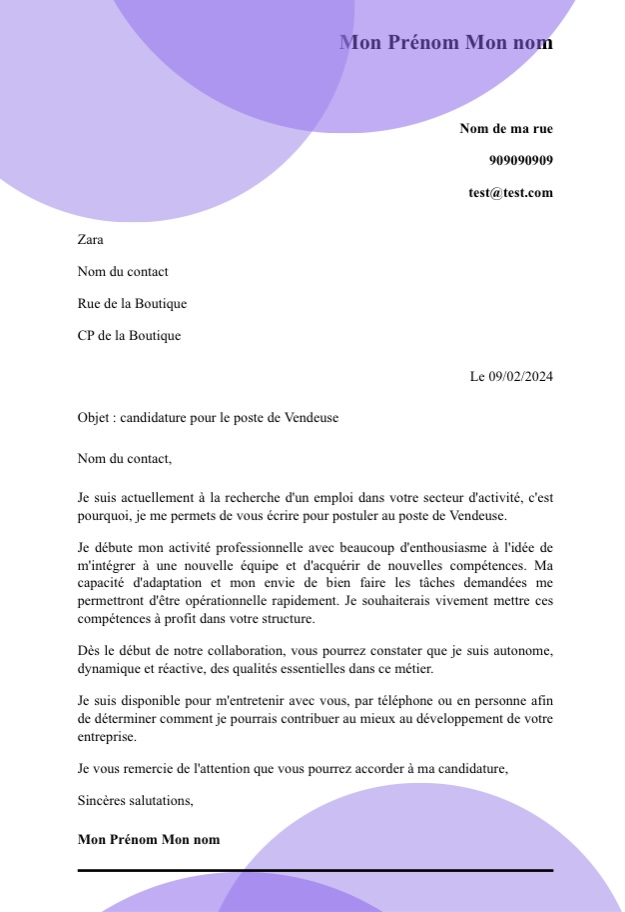 Mon Prénom Mon nom
Nom de ma rue
909090909
test@test.com
Zara
Nom du contact
Rue de la Boutique
CP de la Boutique
Le 09/02/2024
Objet : candidature pour le poste de Vendeuse
Nom du contact,
Je suis actuellement à la recherche d'un emploi dans votre secteur d'activité, c'est
pourquoi, je me permets de vous écrire pour postuler au poste de Vendeuse.
Je débute mon activité professionnelle avec beaucoup d'enthousiasme à l'idée de
m'intégrer à une nouvelle équipe et d'acquérir de nouvelles compétences. Ma
capacité d'adaptation et mon envie de bien faire les tâches demandées me
permettront d'être opérationnelle rapidement. Je souhaiterais vivement mettre ces
compétences à profit dans votre structure.
Dès le début de notre collaboration, vous pourrez constater que je suis autonome,
dynamique et réactive, des qualités essentielles dans ce métier.
Je suis disponible pour m'entretenir avec vous, par téléphone ou en personne afin
de déterminer comment je pourrais contribuer au mieux au développement de votre
entreprise.
Je vous remercie de l'attention que vous pourrez accorder à ma candidature,
Sincères salutations,
Mon Prénom Mon nom